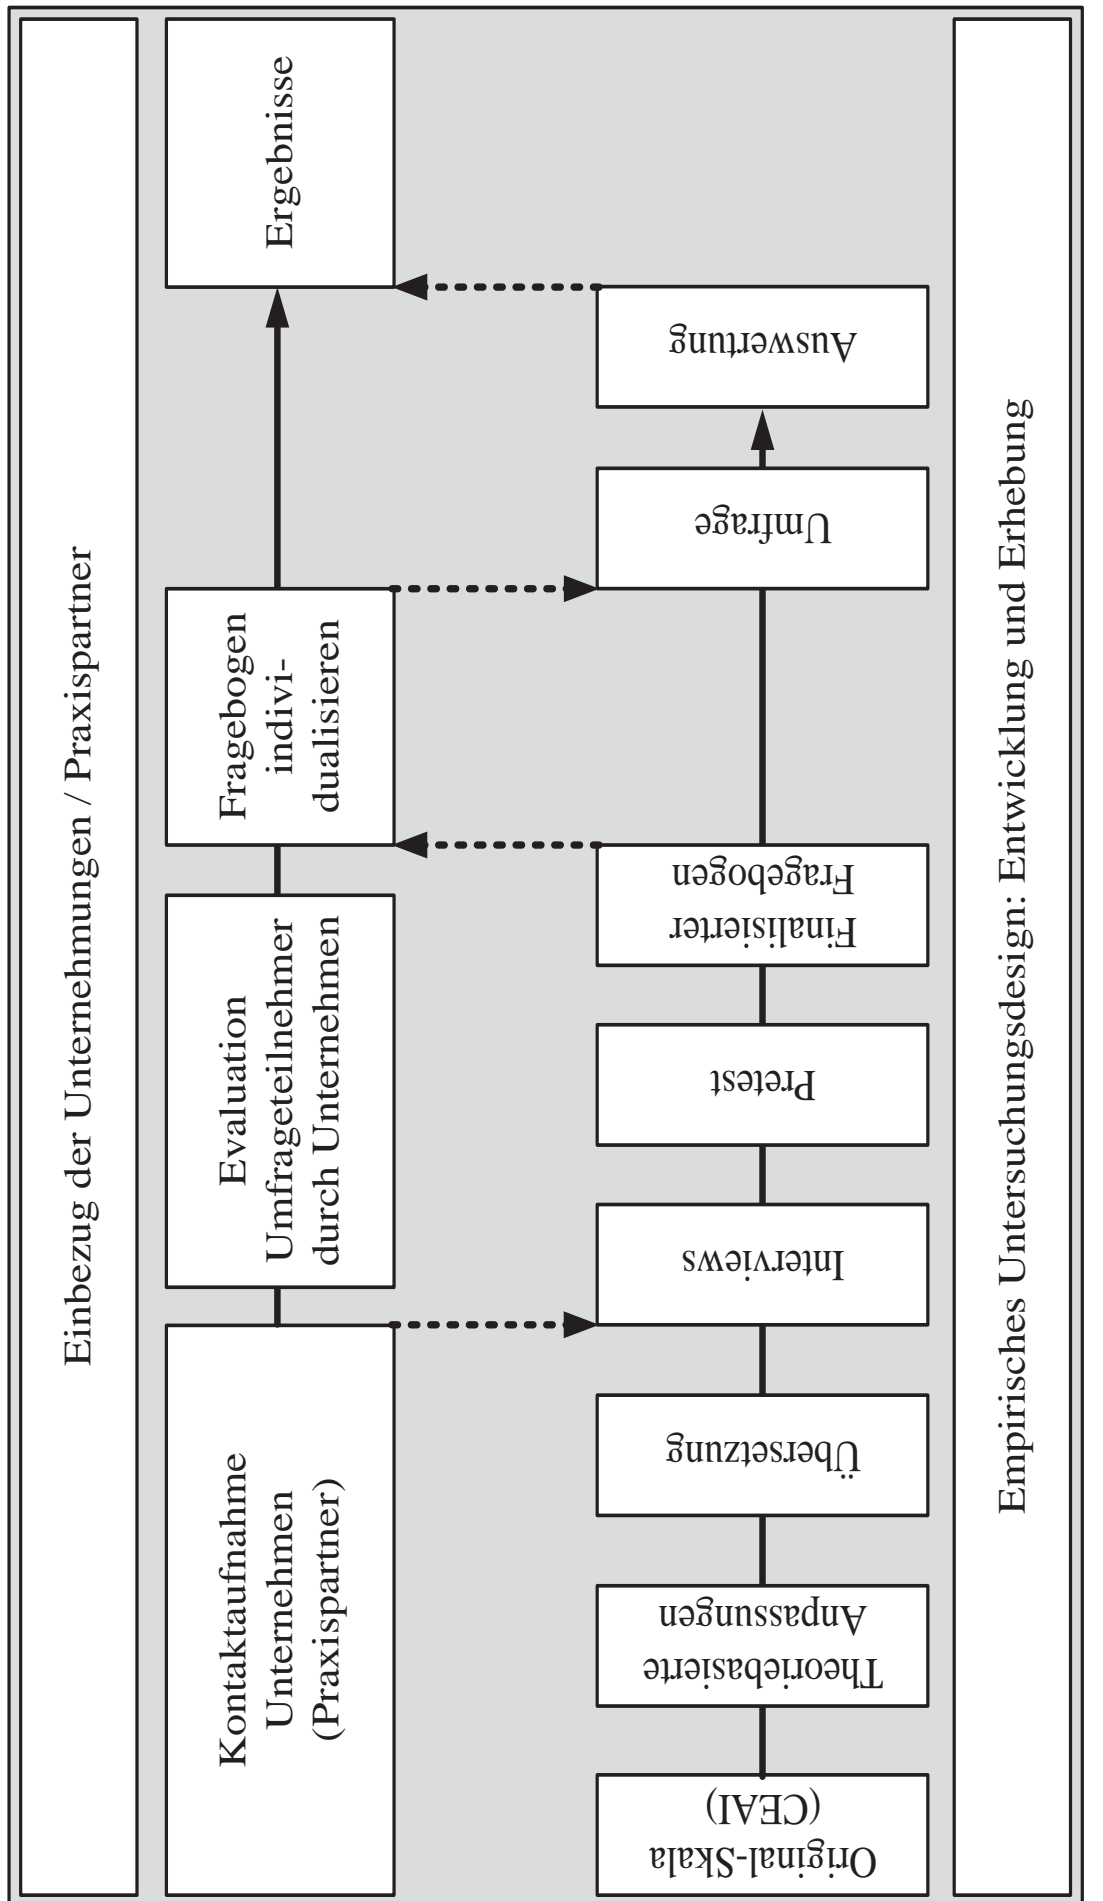 Einbezug der Unternehmungen / Praxispartner
Kontaktaufnahme
Unternehmen
(Praxispartner)
Evaluation
Umfrageteilnehmer
durch Unternehmen
Fragebogen
indivi-
dualisieren
Ergebnisse
Original-Skala
(CEAI)
Theoriebasierte
Anpassungen
Übersetzung
Interviews
Pretest
Finalisierter
Fragebogen
Umfrage
Auswertung
Empirisches Untersuchungsdesign: Entwicklung und Erhebung